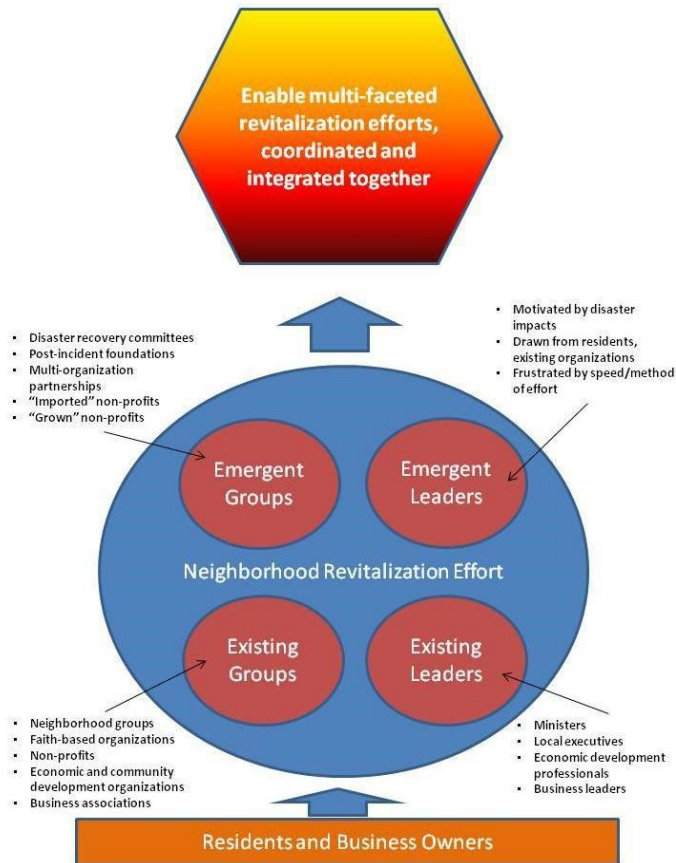 Enable multi-faceted
revitalization efforts,
coordinated and
integrated together
▪ Disaster recovery committees
▪ Post-incident foundations
▪ Multi-organization
partnerships
▪ “Imported” non-profits
▪ “Grown” non-profits
▪ Motivated by disaster
impacts
▪ Drawn from residents,
existing organizations
▪ Frustrated by speed/method
of effort
Emergent
Groups
Emergent
Leaders
Neighborhood Revitalization Effort
Existing
Groups
Existing
Leaders
▪ Neighborhood groups
▪ Faith-based organizations
▪ Non-profits
▪ Economic and community
development organizations
▪ Business associations
▪ Ministers
▪ Local executives
▪ Economic development
professionals
▪ Business leaders
Residents and Business Owners